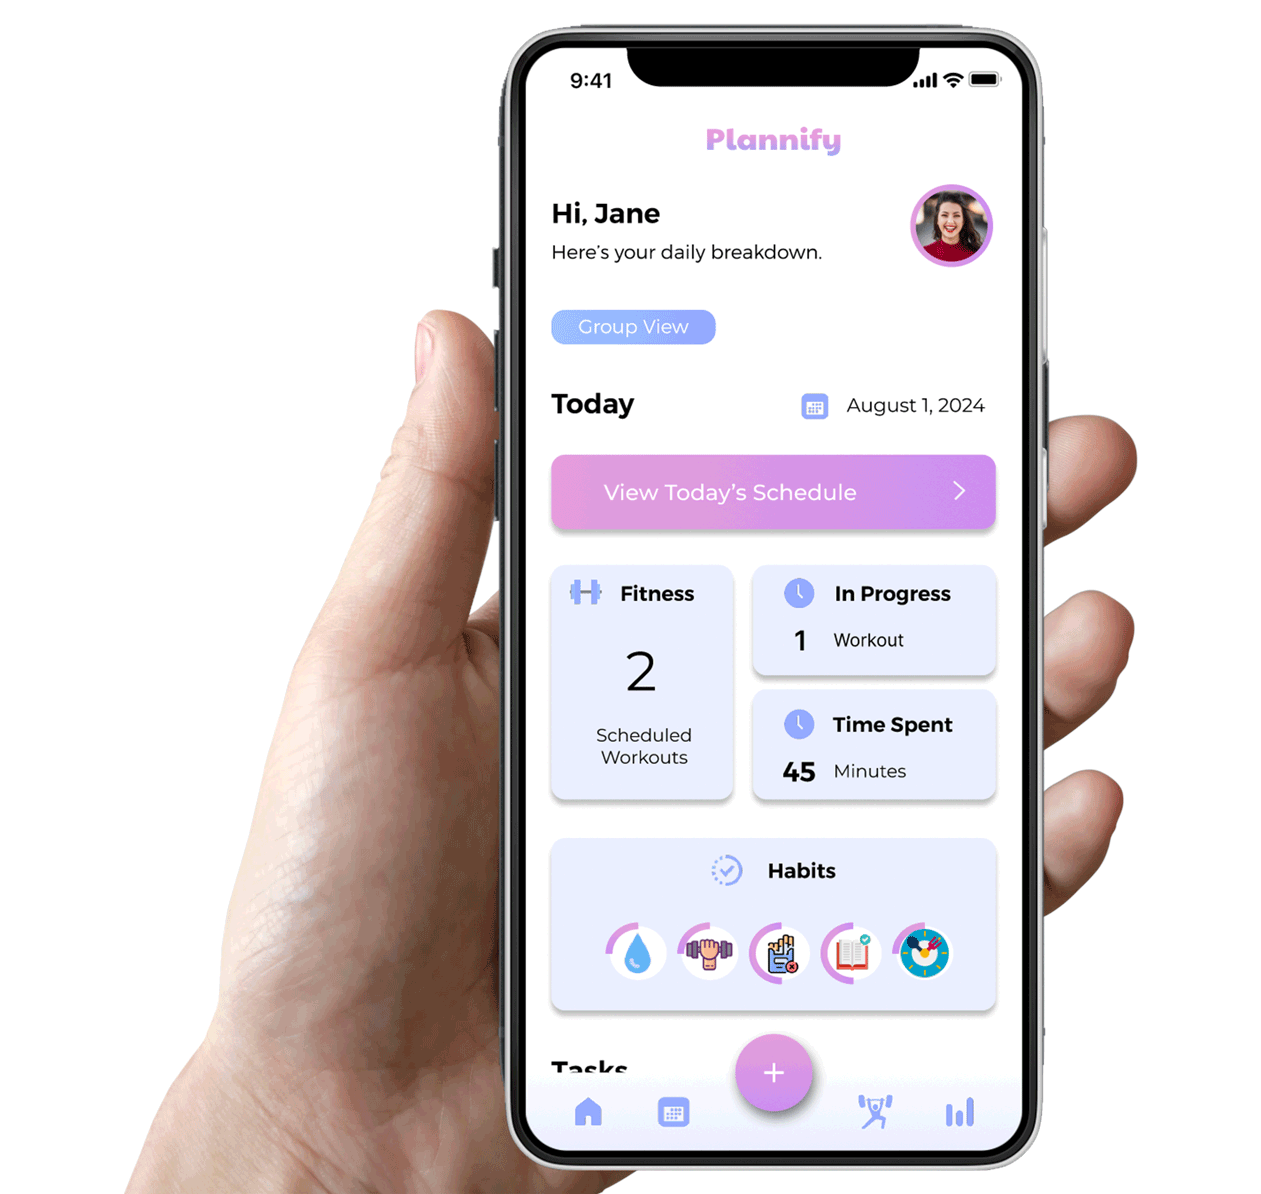 9:41
Plannify
Hi, Jane
Here's your daily breakdown.
Group View
Today
August 1, 2024
View Today's Schedule
Fitness
2
Scheduled
Workouts
In Progress
1 Workout
Time Spent
45 Minutes
Habits
Tasks
+